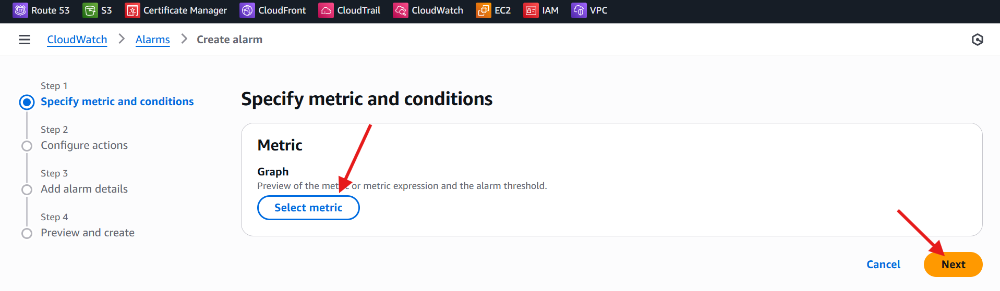 Route 53 S3 Certificate Manager CloudFront CloudTrail CloudWatch EC2 IAM VPC
CloudWatch > Alarms > Create alarm
Step 1
Specify metric and conditions
Step 2
Configure actions
Step 3
Add alarm details
Step 4
Preview and create
Specify metric and conditions
Metric
Graph
Preview of the metric or metric expression and the alarm threshold.
Select metric
Cancel Next